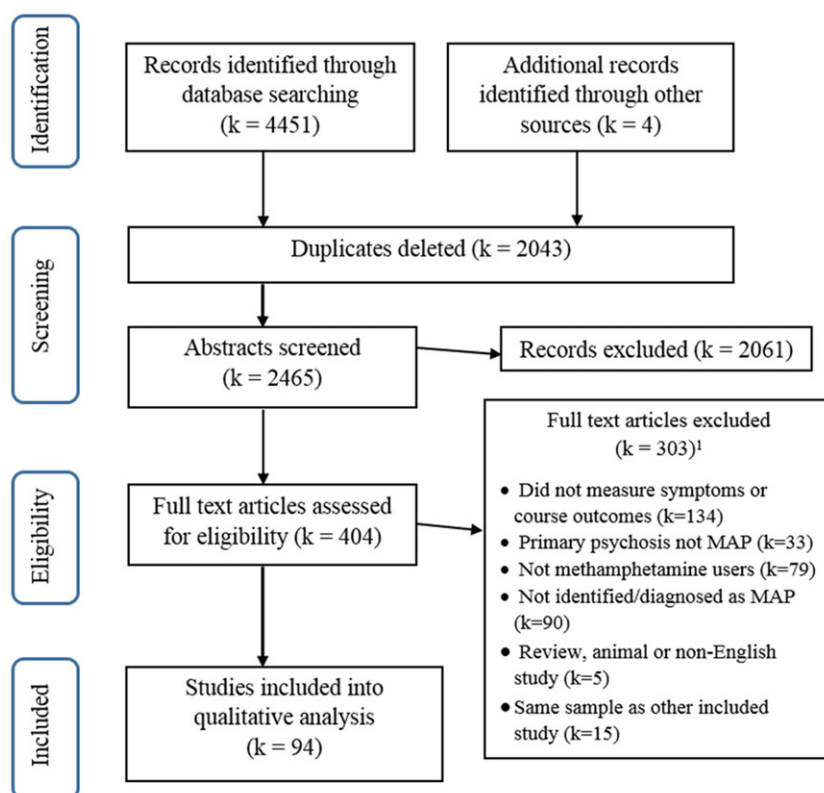 Identification
Records identified through
database searching
(k = 4451)
Additional records
identified through other
sources (k = 4)
Screening
Duplicates deleted (k = 2043)
Abstracts screened
(k = 2465)
Records excluded (k = 2061)
Eligibility
Full text articles assessed
for eligibility (k = 404)
Full text articles excluded
(k = 303)¹
• Did not measure symptoms or
course outcomes (k=134)
• Primary psychosis not MAP (k=33)
• Not methamphetamine users (k=79)
• Not identified/diagnosed as MAP
(k=90)
• Review, animal or non-English
study (k=5)
• Same sample as other included
study (k=15)
Included
Studies included into
qualitative analysis
(k = 94)